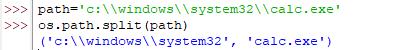 >>> path='c:\\windows\\system32\\calc.exe'
>>> os.path.split(path)
('c:\\windows\\system32', 'calc.exe')